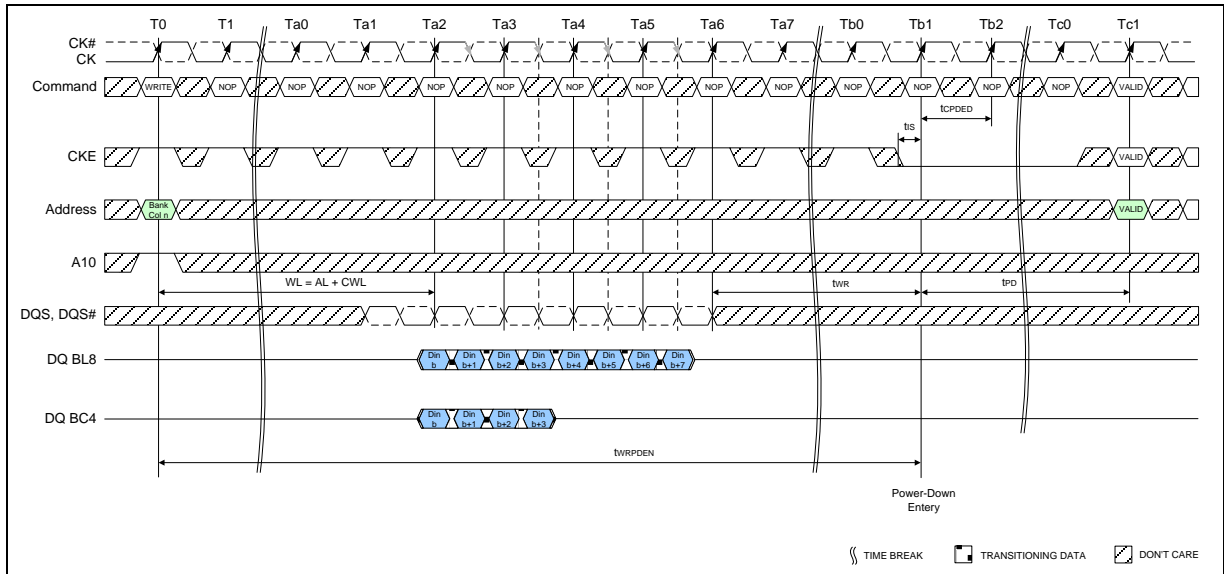 T0 T1 Ta0 Ta1 Ta2 Ta3 Ta4 Ta5 Ta6 Ta7 Tb0 Tb1 Tb2 Tc0 Tc1
CK#
CK
Command WRITE NOP NOP NOP NOP NOP NOP NOP NOP NOP NOP NOP NOP NOP VALID
tCPDED
tIS
CKE VALID
Address Bank Col n VALID
A10
WL = AL + CWL tWR tPD
DQS, DQS#
DQ BL8 Din b Din b+1 Din b+2 Din b+3 Din b+4 Din b+5 Din b+6 Din b+7
DQ BC4 Din b Din b+1 Din b+2 Din b+3
tWRPDEN
Power-Down
Entery
TIME BREAK TRANSITIONING DATA DON'T CARE